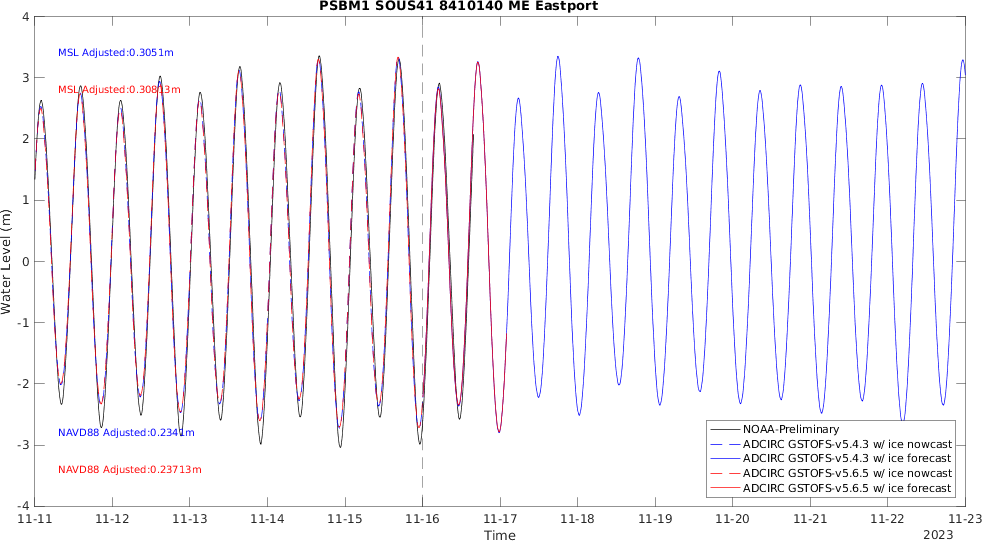 PSBM1 SOUS41 8410140 ME Eastport
4
3
2
1
0
-1
-2
-3
-4
Water Level (m)
MSL Adjusted:0.3051m
MSL Adjusted:0.30813m
NAVD88 Adjusted:0.2341m
NAVD88 Adjusted:0.23713m
NOAA-Preliminary
ADCIRC GSTOFS-v5.4.3 w/ ice nowcast
ADCIRC GSTOFS-v5.4.3 w/ ice forecast
ADCIRC GSTOFS-v5.6.5 w/ ice nowcast
ADCIRC GSTOFS-v5.6.5 w/ ice forecast
11-11 11-12 11-13 11-14 11-15 11-16 11-17 11-18 11-19 11-20 11-21 11-22 11-23
Time
2023